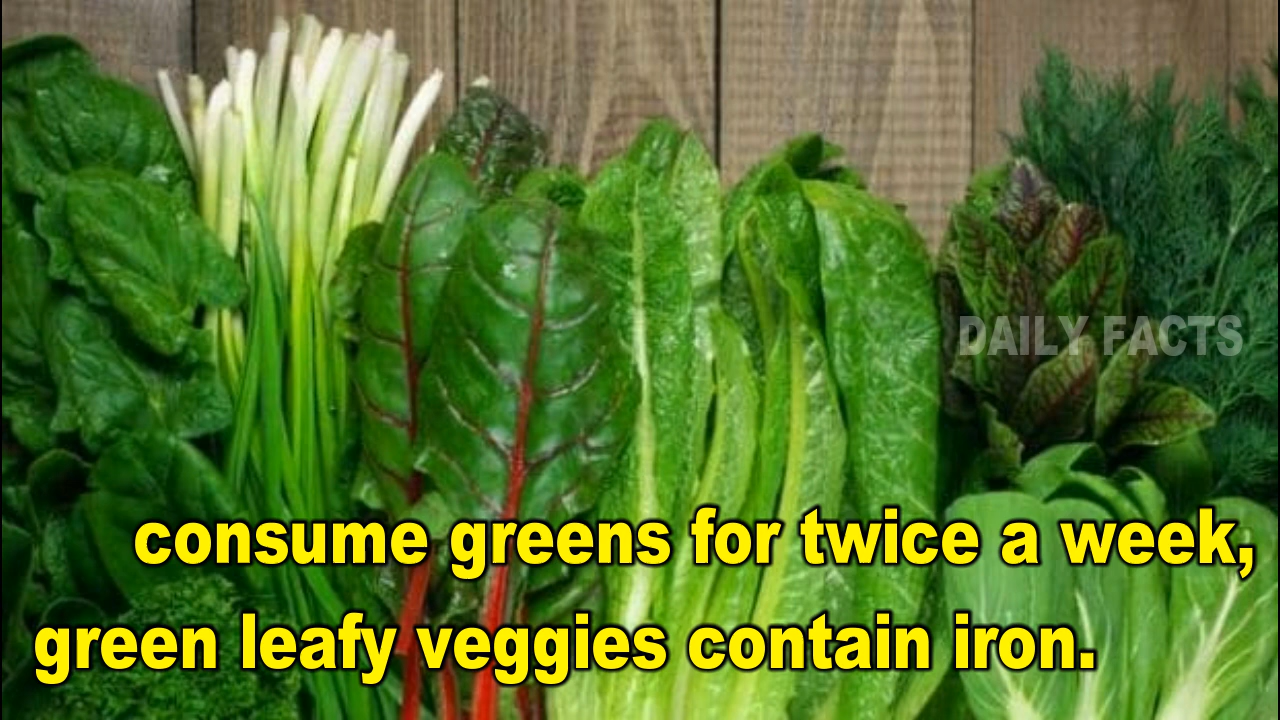 DAILY FACTS
consume greens for twice a week,
green leafy veggies contain iron.